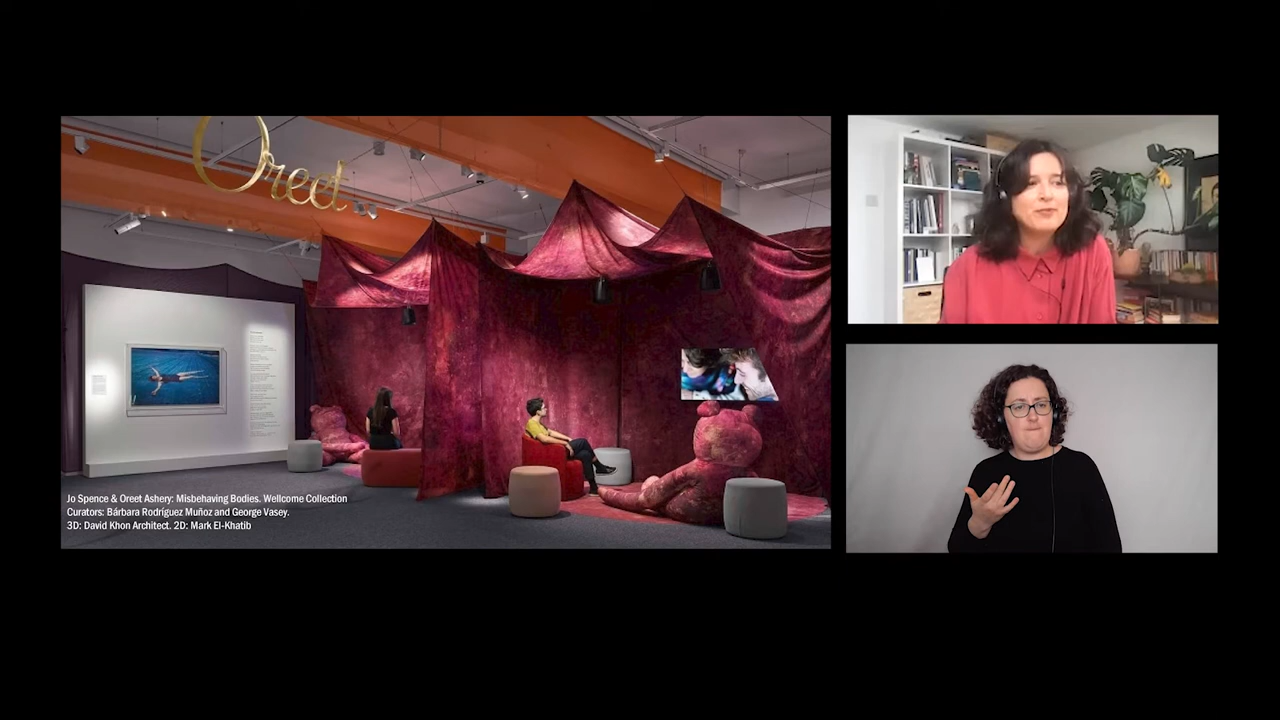 Oreet
Jo Spence & Oreet Ashery: Misbehaving Bodies. Wellcome Collection
Curators: Bárbara Rodríguez Muñoz and George Vasey.
3D: David Khon Architect. 2D: Mark El-Khatib